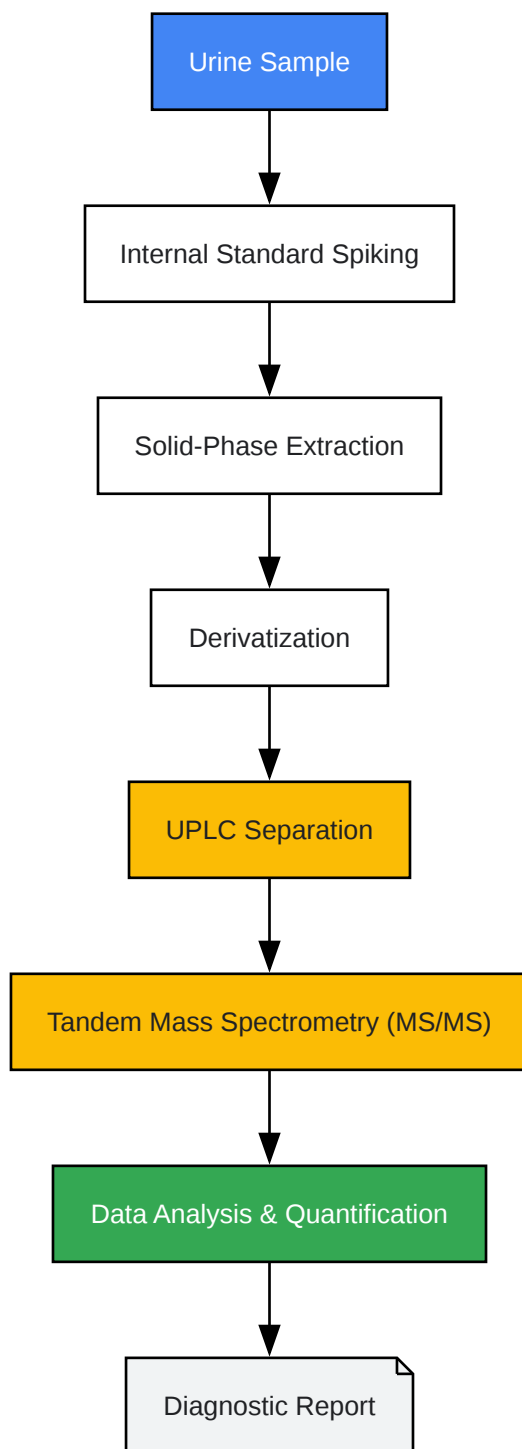 Urine Sample
Internal Standard Spiking
Solid-Phase Extraction
Derivatization
UPLC Separation
Tandem Mass Spectrometry (MS/MS)
Data Analysis & Quantification
Diagnostic Report